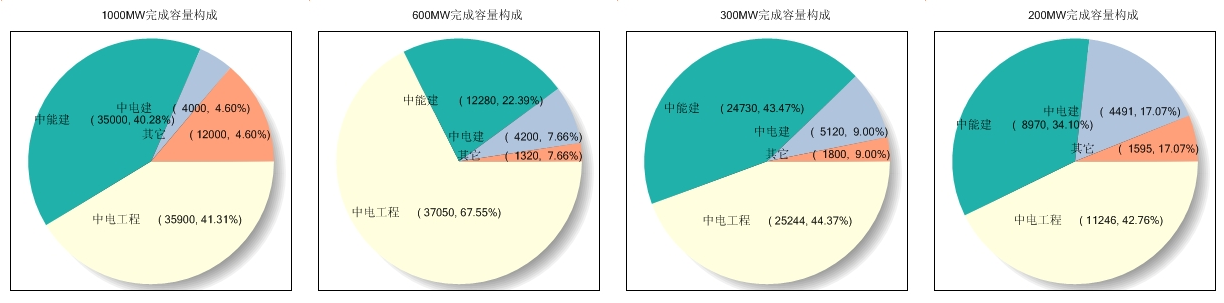 1000MW完成容量构成
中电建 ( 4000, 4.60%)
中能建 ( 35000, 40.28%)
其它 ( 12000, 4.60%)
中电工程 ( 35900, 41.31%)
600MW完成容量构成
中能建 ( 12280, 22.39%)
中电建 ( 4200, 7.66%)
其它 ( 1320, 7.66%)
中电工程 ( 37050, 67.55%)
300MW完成容量构成
中能建 ( 24730, 43.47%)
中电建 ( 5120, 9.00%)
其它 ( 1800, 9.00%)
中电工程 ( 25244, 44.37%)
200MW完成容量构成
中电建 ( 4491, 17.07%)
中能建 ( 8970, 34.10%)
其它 ( 1595, 17.07%)
中电工程 ( 11246, 42.76%)